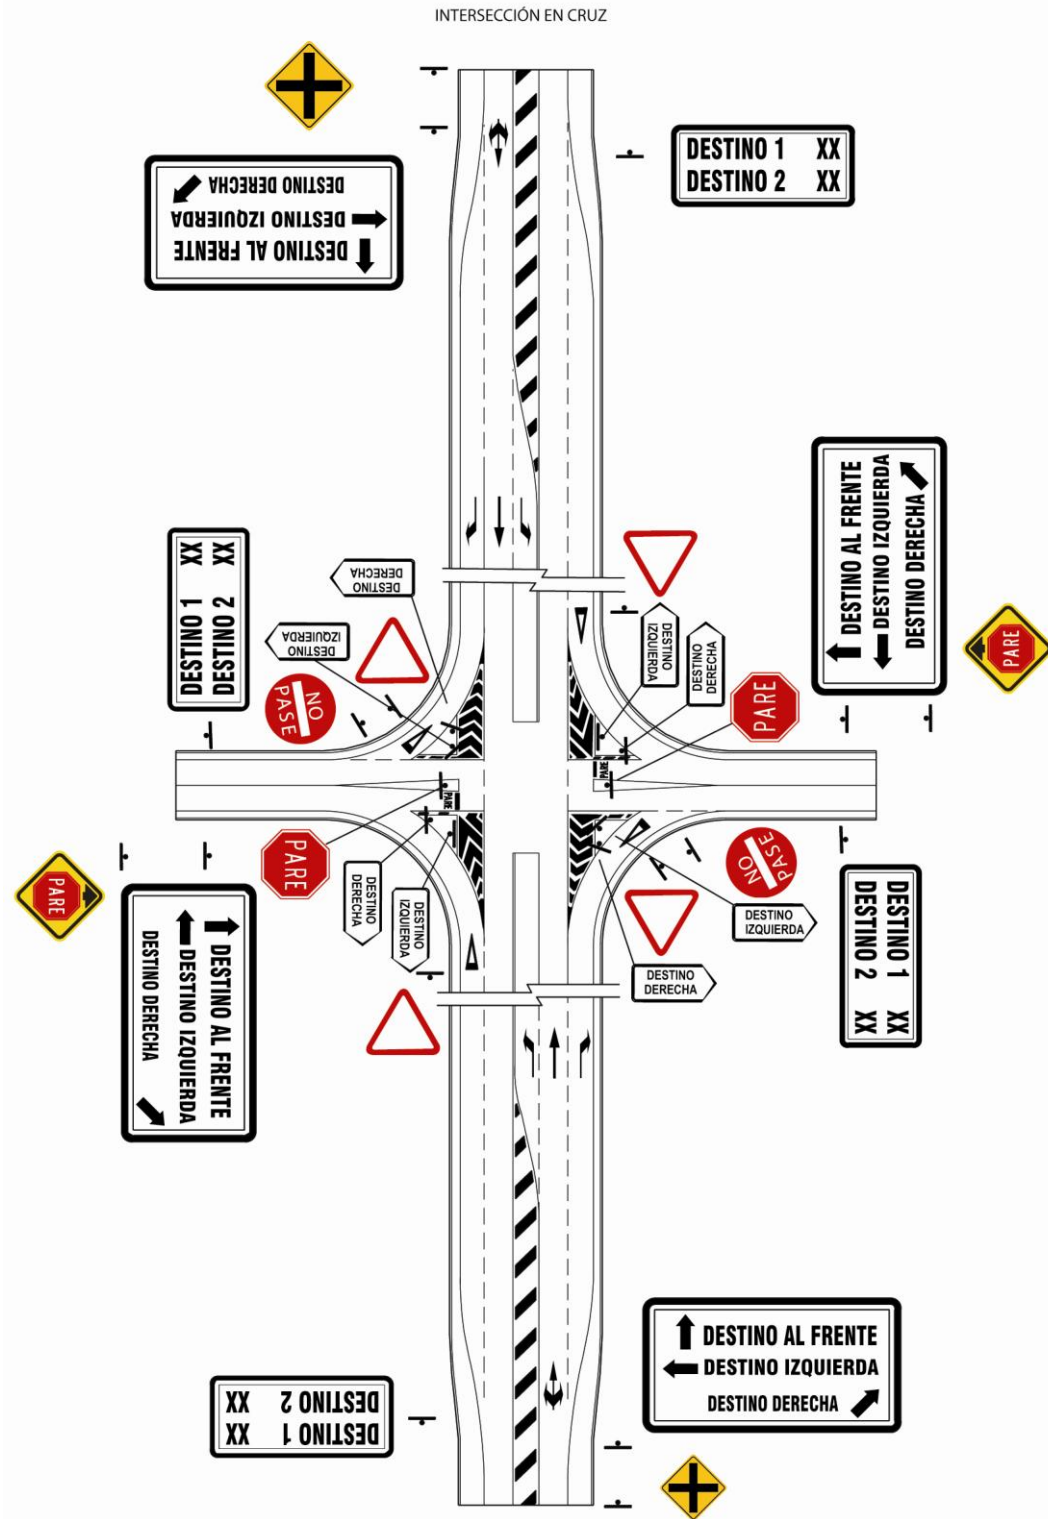 INTERSECCIÓN EN CRUZ
DESTINO 1 XX
DESTINO 2 XX
DESTINO AL FRENTE
DESTINO IZQUIERDA
DESTINO DERECHA
DESTINO AL FRENTE
DESTINO IZQUIERDA
DESTINO DERECHA
PARE
DESTINO 1 XX
DESTINO 2 XX
DESTINO
DERECHA
DESTINO
IZQUIERDA
NO
PASE
DESTINO
IZQUIERDA
DESTINO
DERECHA
PARE
PARE
PARE
PARE
PARE
NO
PASE
DESTINO
DERECHA
DESTINO
IZQUIERDA
DESTINO
IZQUIERDA
DESTINO
DERECHA
PARE
DESTINO AL FRENTE
DESTINO IZQUIERDA
DESTINO DERECHA
DESTINO 1 XX
DESTINO 2 XX
DESTINO AL FRENTE
DESTINO IZQUIERDA
DESTINO DERECHA
DESTINO 1 XX
DESTINO 2 XX